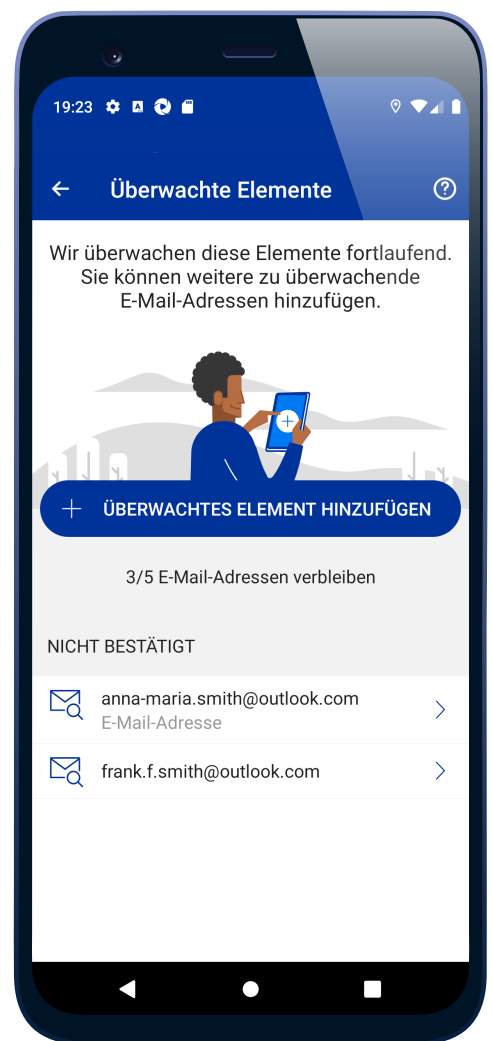 19:23
Überwachte Elemente
Wir überwachen diese Elemente fortlaufend.
Sie können weitere zu überwachende
E-Mail-Adressen hinzufügen.
ÜBERWACHTES ELEMENT HINZUFÜGEN
3/5 E-Mail-Adressen verbleiben
NICHT BESTÄTIGT
anna-maria.smith@outlook.com
E-Mail-Adresse
frank.f.smith@outlook.com